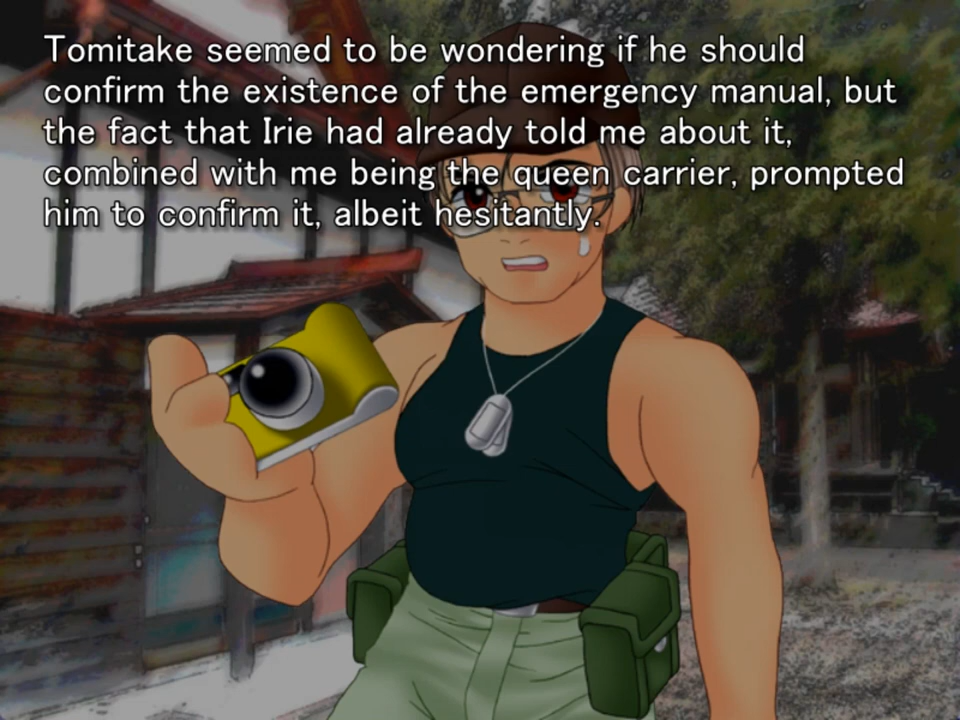 Tomitake seemed to be wondering if he should
confirm the existence of the emergency manual, but
the fact that Irie had already told me about it,
combined with me being the queen carrier, prompted
him to confirm it, albeit hesitantly.